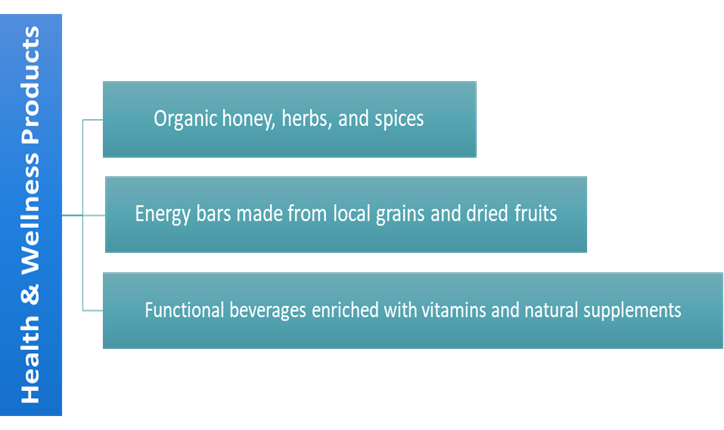 Health & Wellness Products
Organic honey, herbs, and spices
Energy bars made from local grains and dried fruits
Functional beverages enriched with vitamins and natural supplements